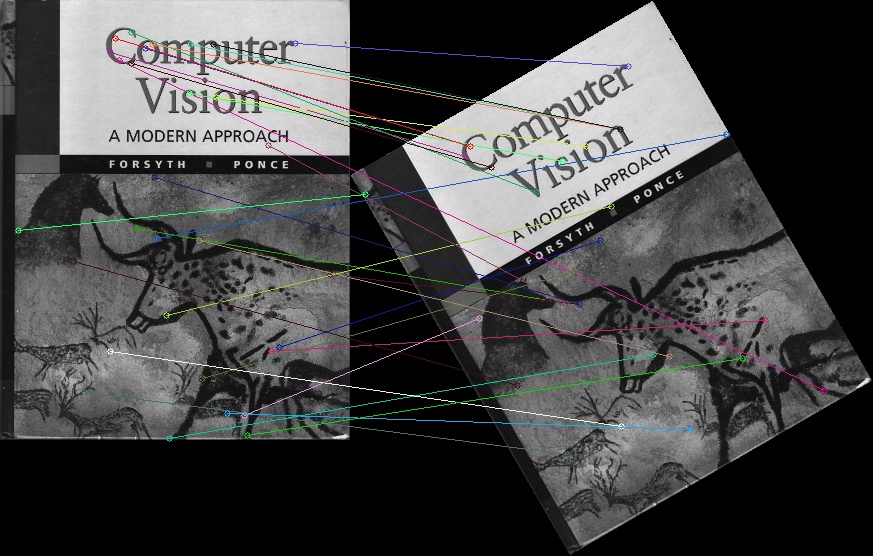 Computer
Vision
A MODERN APPROACH
FORSYTH ■ PONCE
Computer
Vision
A MODERN APPROACH
FORSYTH ■ PONCE